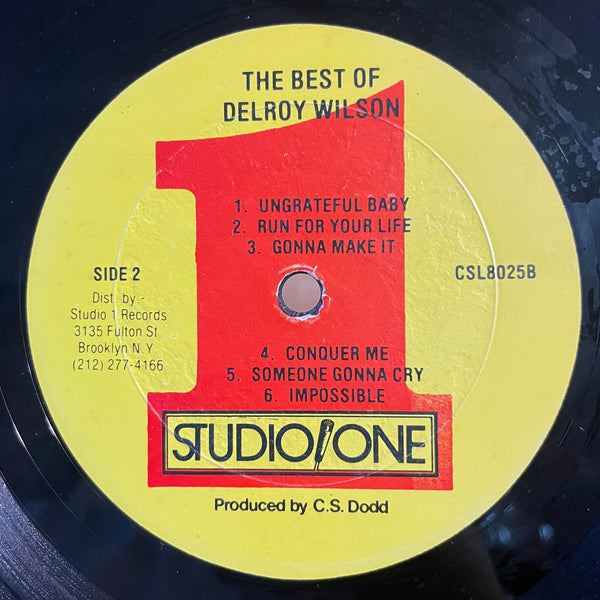 THE BEST OF
DELROY WILSON
1. UNGRATEFUL BABY
2. RUN FOR YOUR LIFE
3. GONNA MAKE IT
SIDE 2
CSL8025B
Dist. by:-
Studio 1 Records
3135 Fulton St.
Brooklyn N.Y.
(212) 277-4166
4. CONQUER ME
5. SOMEONE GONNA CRY
6. IMPOSSIBLE
STUDIO ONE
Produced by C.S. Dodd